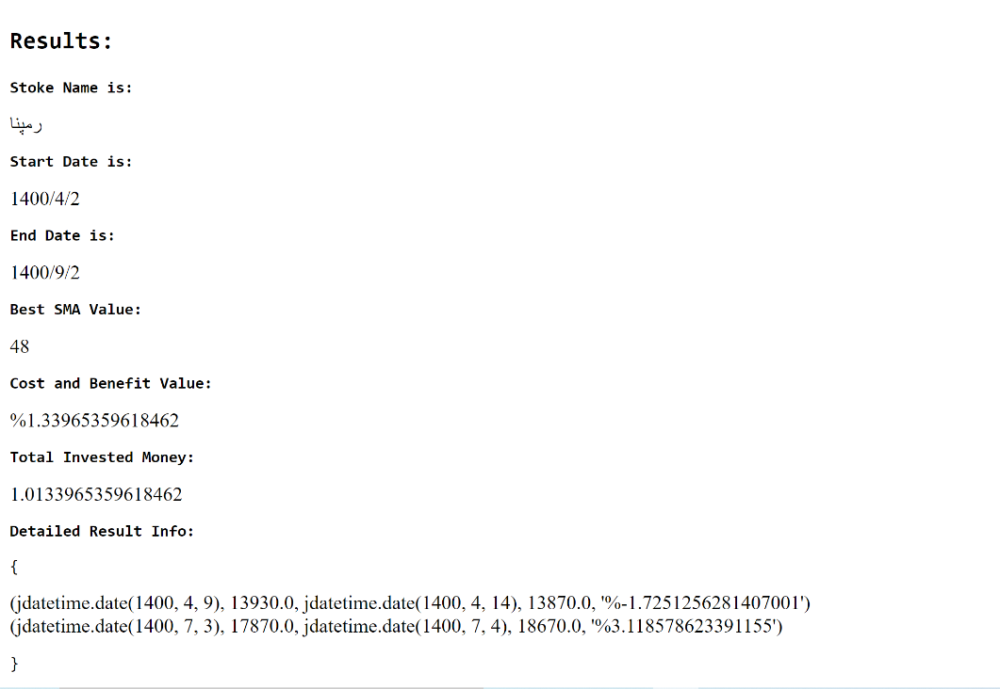 Results:
Stoke Name is:
رمپنا
Start Date is:
1400/4/2
End Date is:
1400/9/2
Best SMA Value:
48
Cost and Benefit Value:
%1.33965359618462
Total Invested Money:
1.0133965359618462
Detailed Result Info:
{
(jdatetime.date(1400, 4, 9), 13930.0, jdatetime.date(1400, 4, 14), 13870.0, '%-1.7251256281407001')
(jdatetime.date(1400, 7, 3), 17870.0, jdatetime.date(1400, 7, 4), 18670.0, '%3.118578623391155')
}